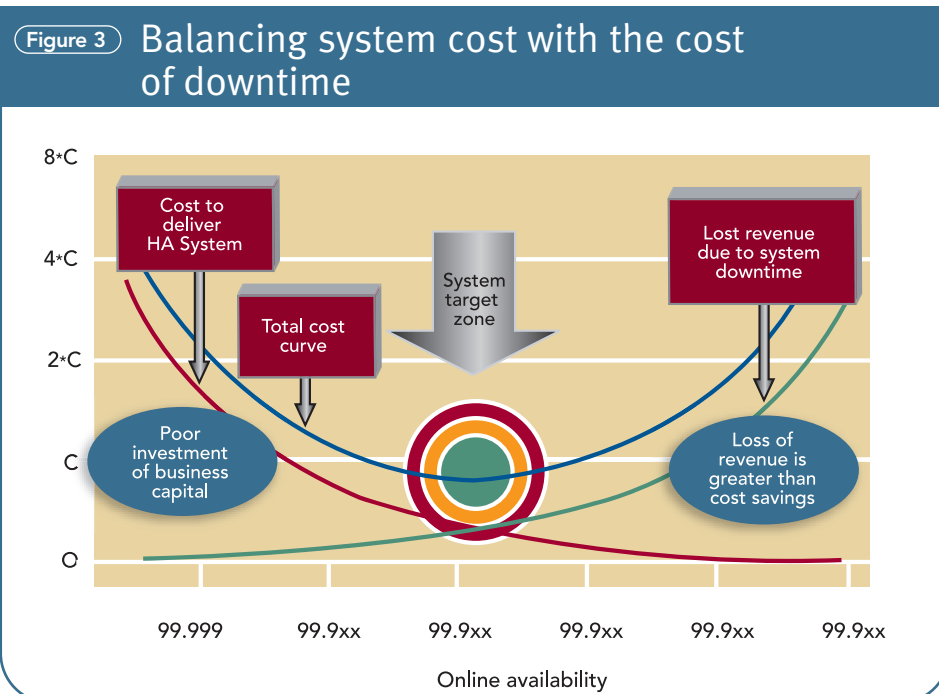 Figure 3
Balancing system cost with the cost
of downtime
8*C
4*C
2*C
C
O
Cost to
deliver
HA System
Total cost
curve
System
target
zone
Lost revenue
due to system
downtime
Poor
investment
of business
capital
Loss of
revenue is
greater than
cost savings
99.999 99.9xx 99.9xx 99.9xx 99.9xx 99.9xx
Online availability